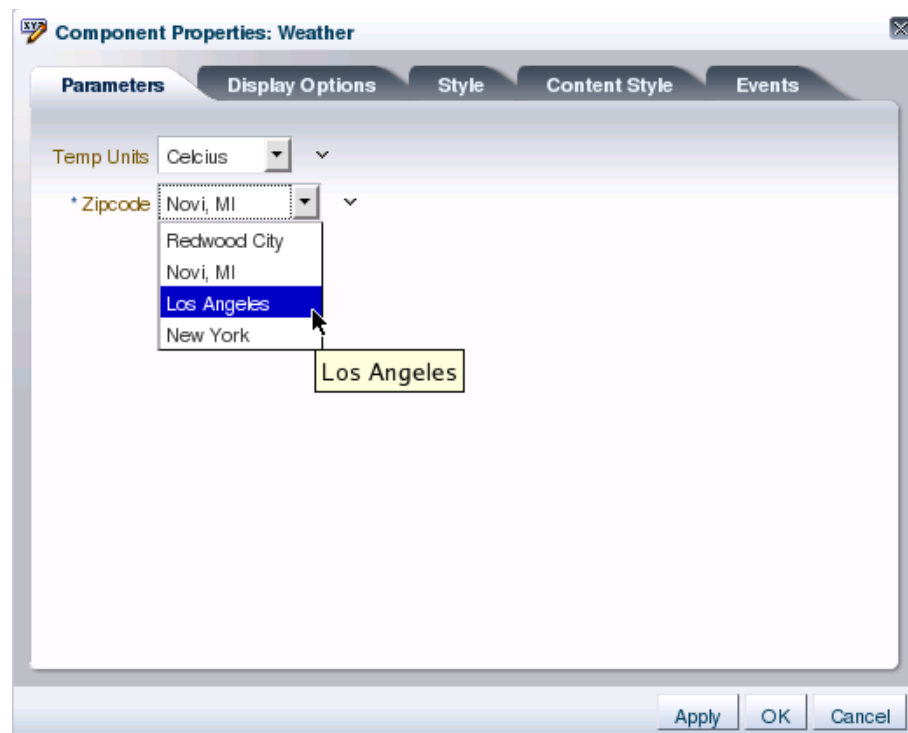 Component Properties: Weather
Parameters Display Options Style Content Style Events
Temp Units Celcius
* Zipcode Novi, MI
Redwood City
Novi, MI
Los Angeles
New York
Los Angeles
Apply OK Cancel